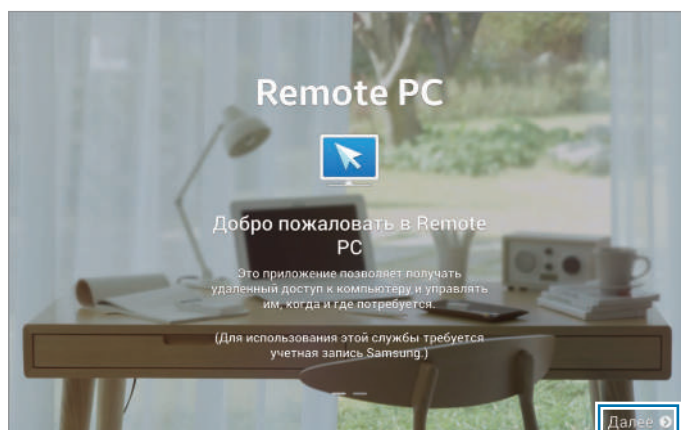 Remote PC
Добро пожаловать в Remote
PC
Это приложение позволяет получать
удаленный доступ к компьютеру и управлять
им, когда и где потребуется.
(Для использования этой службы требуется
учетная запись Samsung.)
Далее